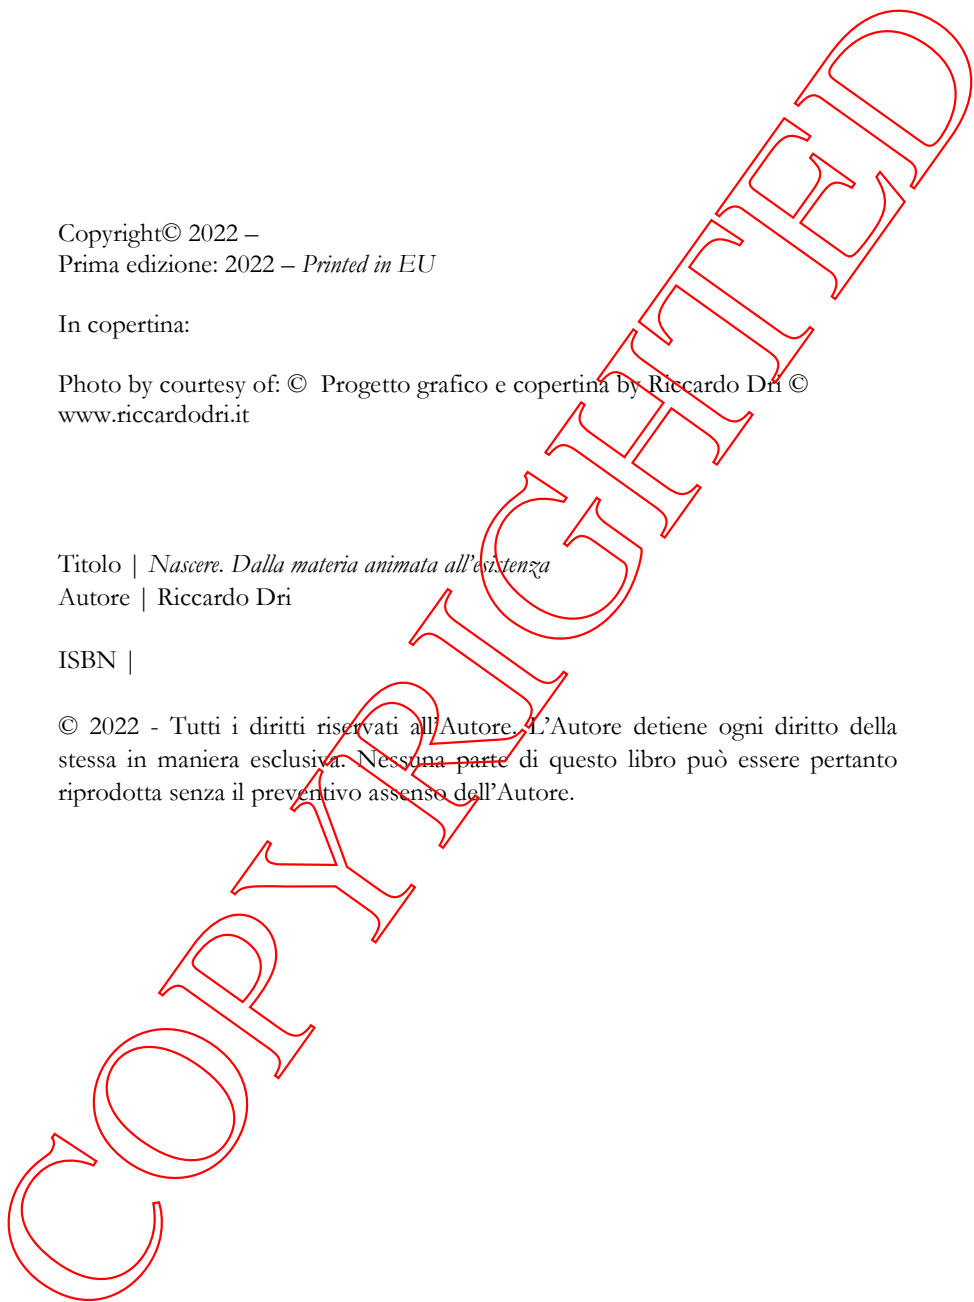 Copyright© 2022 –
Prima edizione: 2022 – Printed in EU
In copertina:
Photo by courtesy of: © Progetto grafico e copertina by Riccardo Dri ©
www.riccardodri.it
Titolo | Nascere. Dalla materia animata all’esistenza
Autore | Riccardo Dri
ISBN |
© 2022 - Tutti i diritti riservati all’Autore. L’Autore detiene ogni diritto della
stessa in maniera esclusiva. Nessuna parte di questo libro può essere pertanto
riprodotta senza il preventivo assenso dell’Autore.
COPYRIGHTED